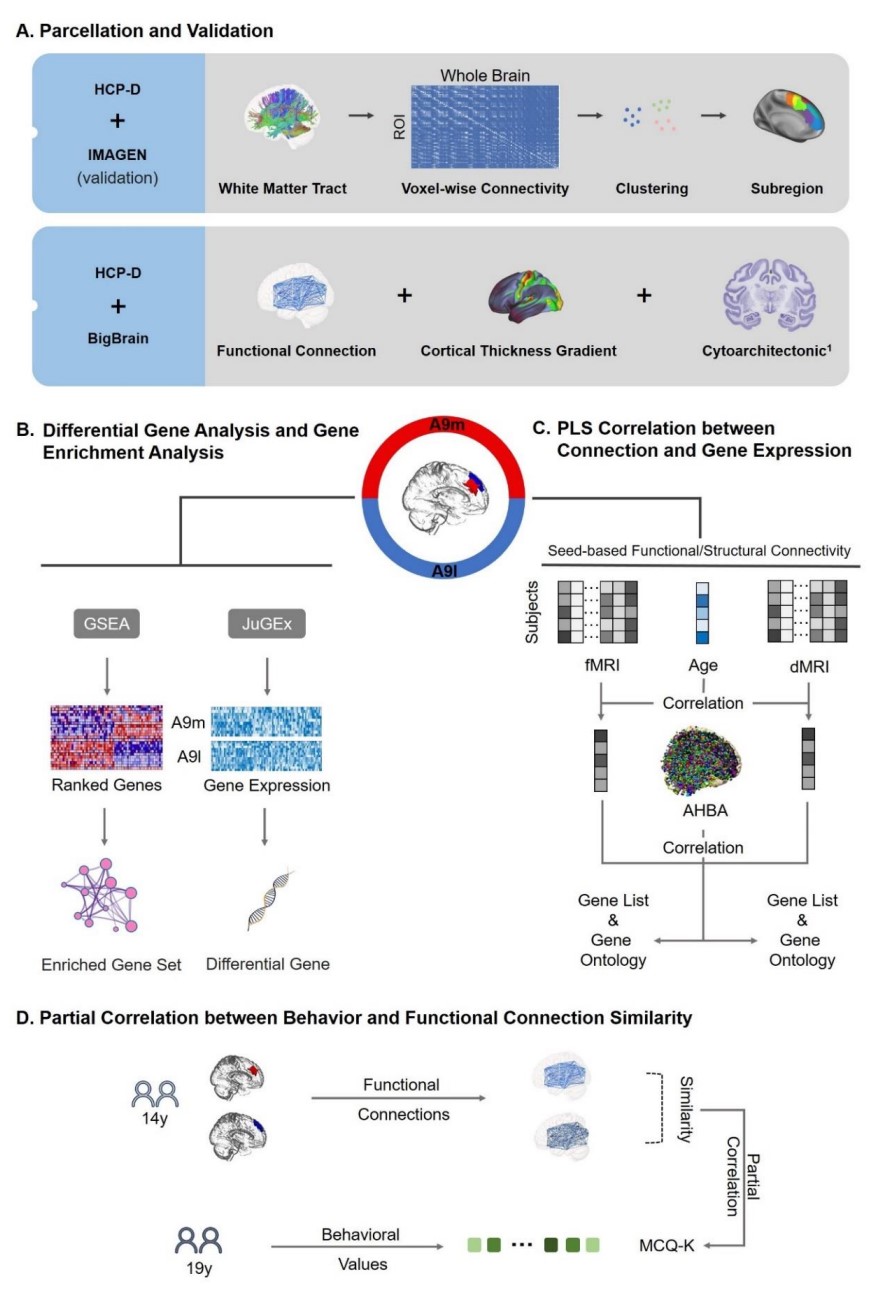 A. Parcellation and Validation
HCP-D
+
IMAGEN
(validation)
Whole Brain
ROI
White Matter Tract
Voxel-wise Connectivity
Clustering
Subregion
HCP-D
+
BigBrain
+
+
Functional Connection
Cortical Thickness Gradient
Cytoarchitectonic¹
B. Differential Gene Analysis and Gene
Enrichment Analysis
A9m
A9l
C. PLS Correlation between
Connection and Gene Expression
GSEA
JuGEx
A9m
A9l
Ranked Genes
Gene Expression
Enriched Gene Set
Differential Gene
Seed-based Functional/Structural Connectivity
Subjects
fMRI
Age
dMRI
Correlation
AHBA
Correlation
Gene List
&
Gene
Ontology
Gene List
&
Gene
Ontology
D. Partial Correlation between Behavior and Functional Connection Similarity
14y
Functional
Connections
Similarity
Partial
Correlation
19y
Behavioral
Values
MCQ-K